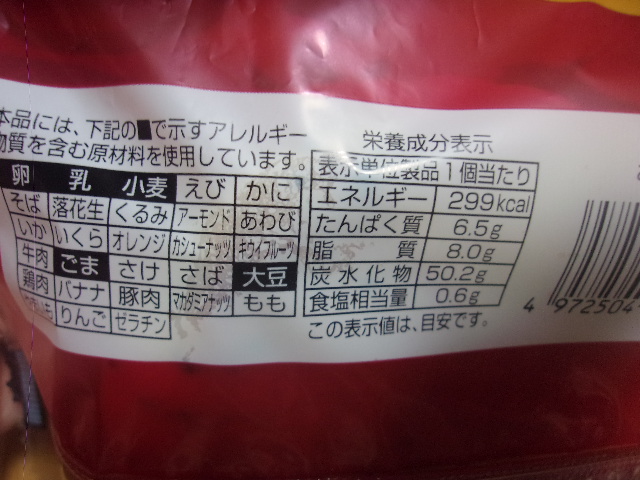 本品には、下記の■で示すアレルギー
物質を含む原材料を使用しています。
卵 乳 小麦 えび かに
そば 落花生 くるみ アーモンド あわび
いか いくら オレンジ カシューナッツ キウイフルーツ
牛肉 ごま さけ さば 大豆
鶏肉 バナナ 豚肉 マカダミアナッツ もも
りんご ゼラチン
栄養成分表示
表示単位製品1個当たり
エネルギー 299kcal
たんぱく質 6.5g
脂質 8.0g
炭水化物 50.2g
食塩相当量 0.6g
この表示値は、目安です。
4 972504